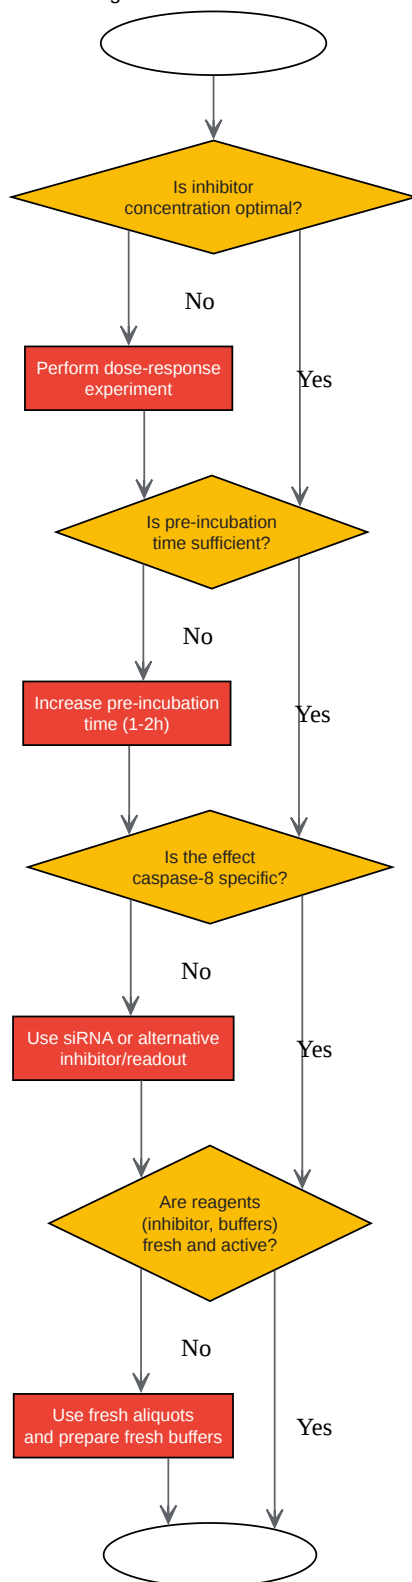 Is inhibitor
concentration optimal?
No
Perform dose-response
experiment
Yes
Is pre-incubation
time sufficient?
No
Increase pre-incubation
time (1-2h)
Yes
Is the effect
caspase-8 specific?
No
Use siRNA or alternative
inhibitor/readout
Yes
Are reagents
(inhibitor, buffers)
fresh and active?
No
Use fresh aliquots
and prepare fresh buffers
Yes